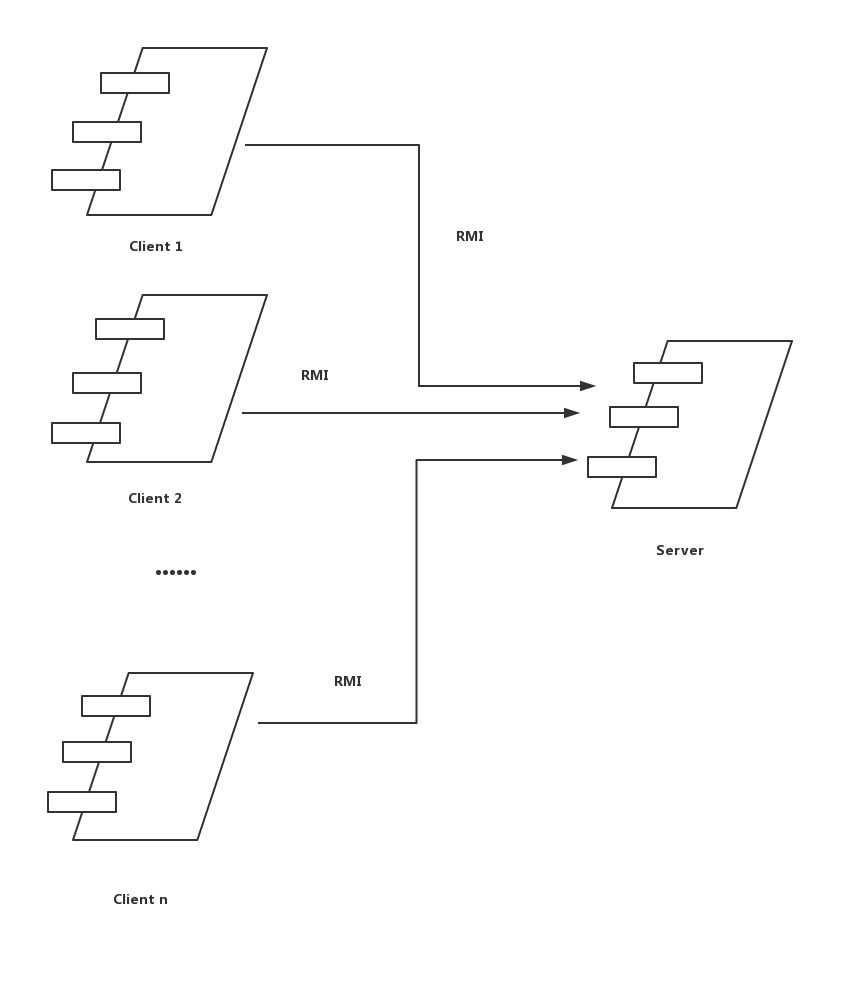 Client 1
RMI
RMI
Client 2
Server
••••••
RMI
Client n